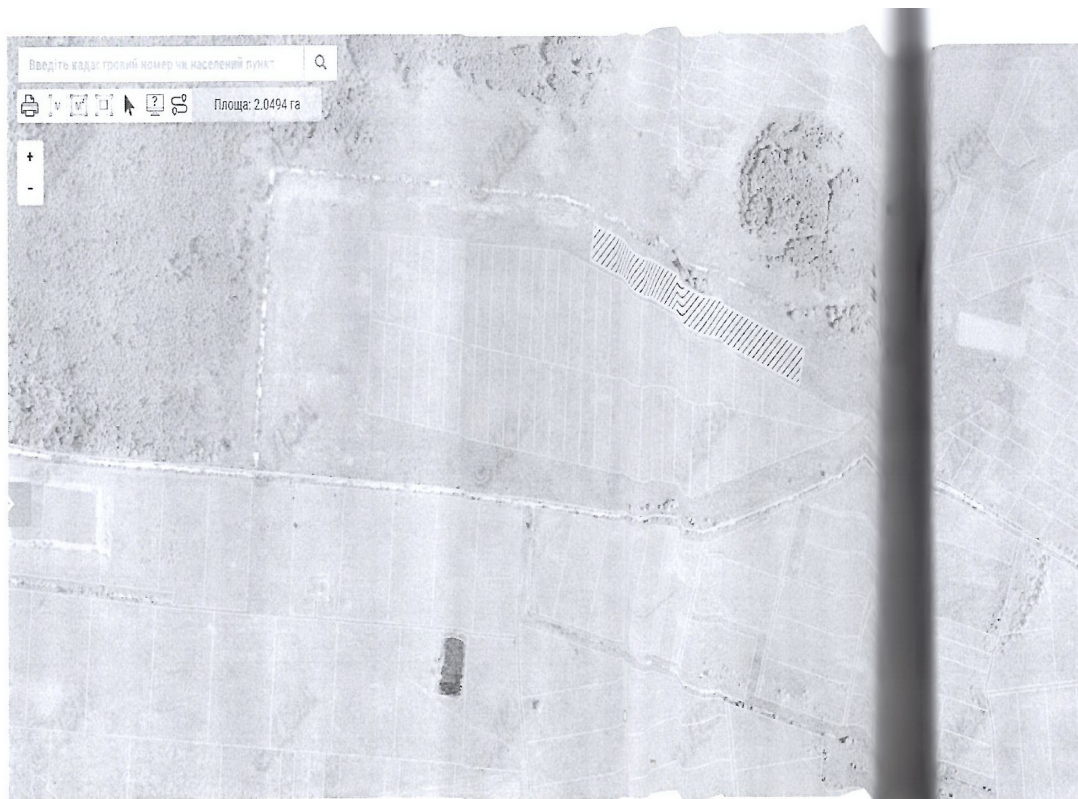 Введіть кадастровий номер чи населений пункт
Площа: 2.0494 га